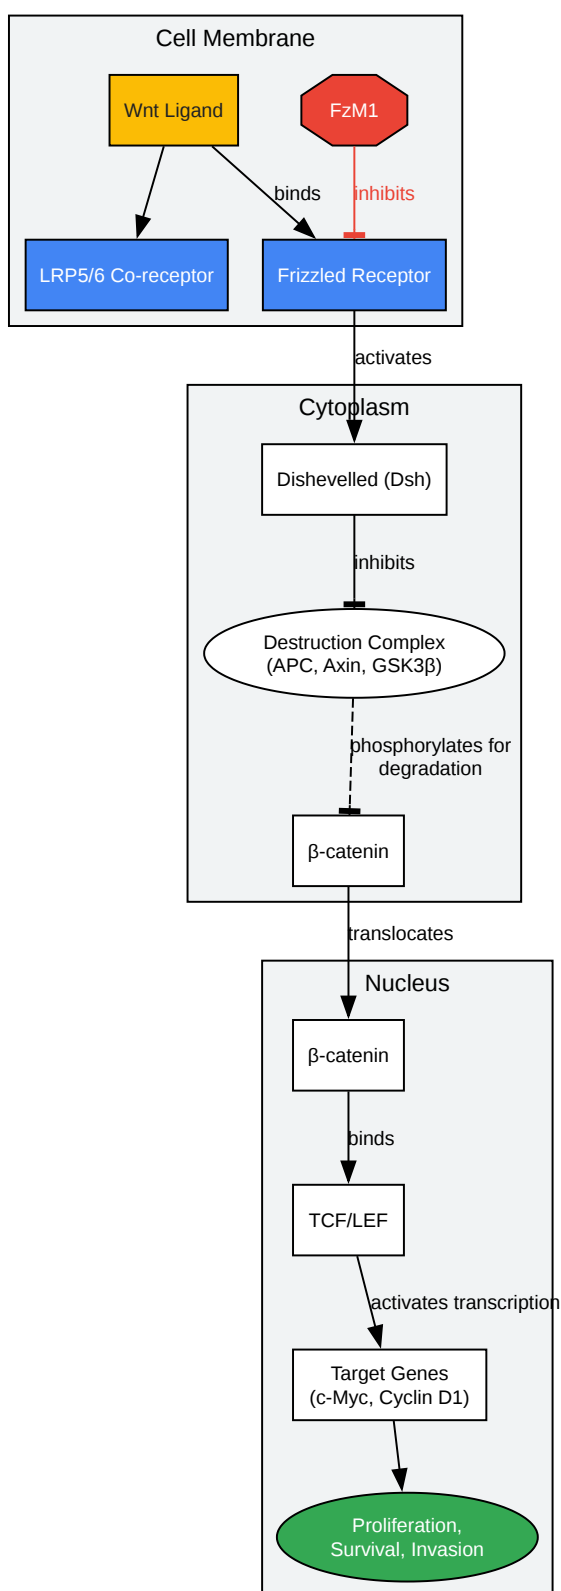 Cell Membrane
Wnt Ligand
FzM1
binds
inhibits
LRP5/6 Co-receptor
Frizzled Receptor
activates
Cytoplasm
Dishevelled (Dsh)
inhibits
Destruction Complex
(APC, Axin, GSK3β)
phosphorylates for
degradation
β-catenin
translocates
Nucleus
β-catenin
binds
TCF/LEF
activates transcription
Target Genes
(c-Myc, Cyclin D1)
Proliferation,
Survival, Invasion